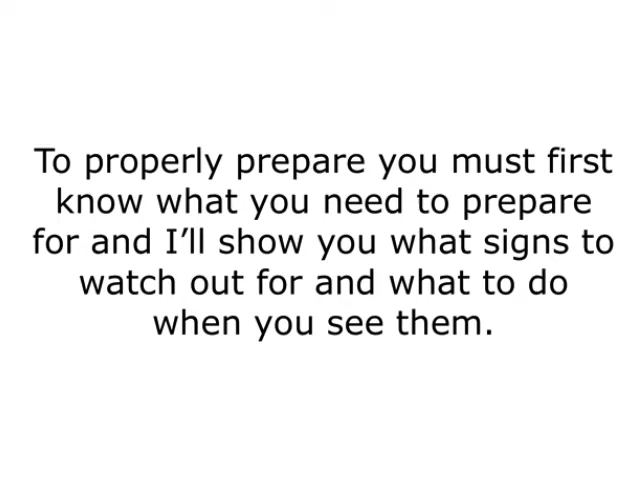 To properly prepare you must first
know what you need to prepare
for and I’ll show you what signs to
watch out for and what to do
when you see them.